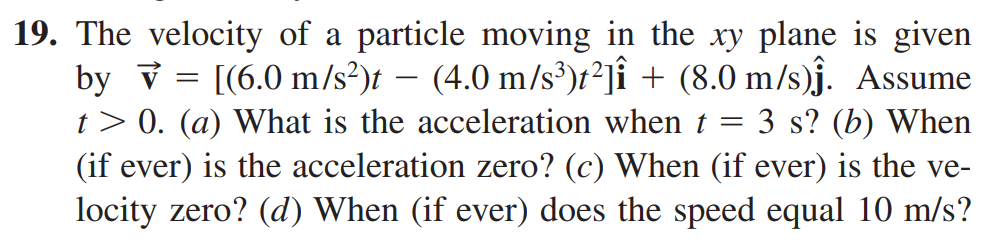 19. The velocity of a particle moving in the xy plane is given
by v⃗ = [(6.0 m/s²)t − (4.0 m/s³)t²]î + (8.0 m/s)ĵ. Assume
t > 0. (a) What is the acceleration when t = 3 s? (b) When
(if ever) is the acceleration zero? (c) When (if ever) is the ve-
locity zero? (d) When (if ever) does the speed equal 10 m/s?